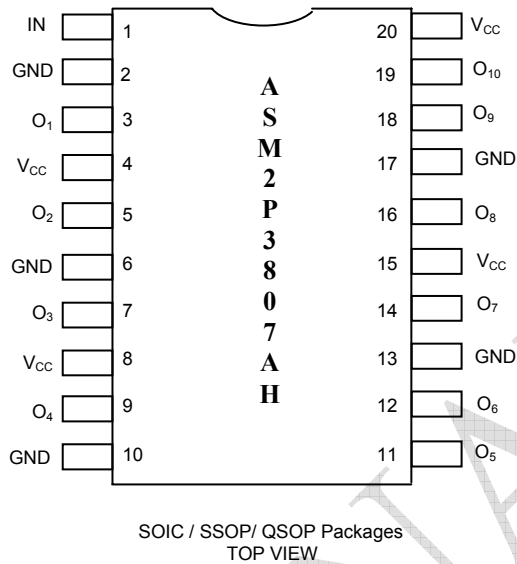 IN 1 20 VCC
GND 2 19 O10
O1 3 18 O9
VCC 4 17 GND
O2 5 16 O8
GND 6 15 VCC
O3 7 14 O7
VCC 8 13 GND
O4 9 12 O6
GND 10 11 O5
A
S
M
2
P
3
8
0
7
A
H
SOIC / SSOP/ QSOP Packages
TOP VIEW